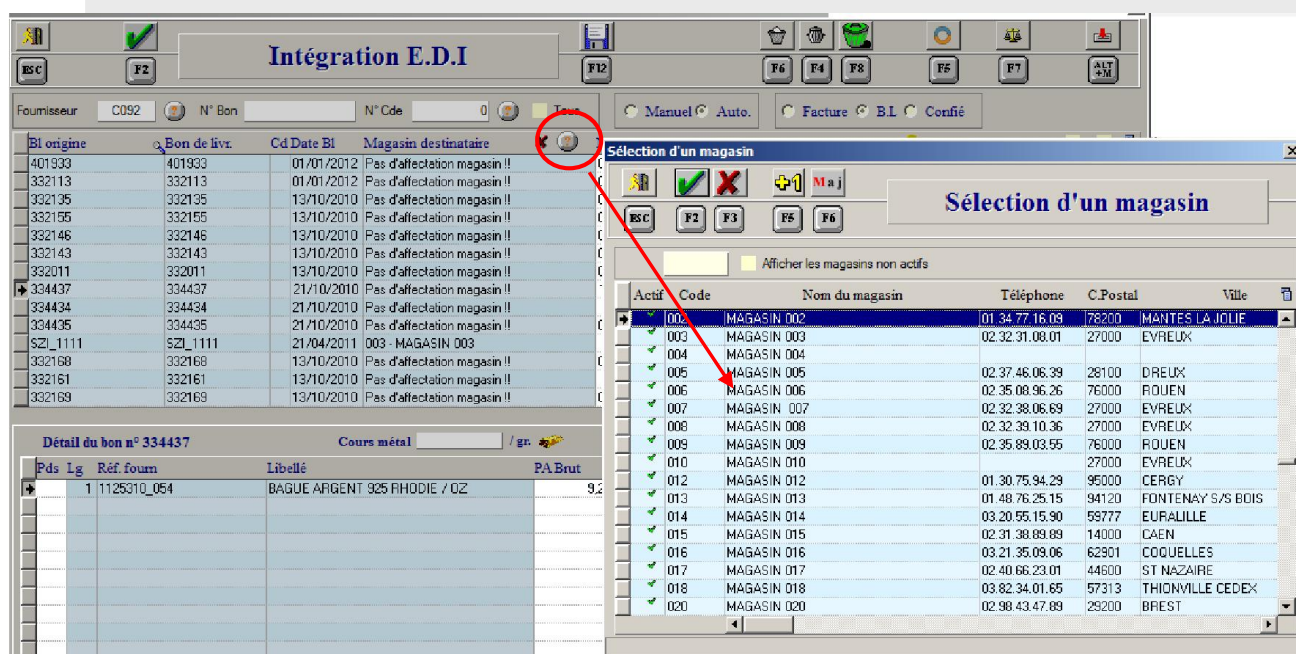 Intégration E.D.I
ESC F2 F12 F6 F4 F8 F5 F7 ALT +M
Fournisseur C092 N° Bon N° Cde 0 Tous Manuel Auto. Facture B.L Confié
Bl origine Bon de livr. Cd Date Bl Magasin destinataire
401933 401933 01/01/2012 Pas d'affectation magasin !!
332113 332113 01/01/2012 Pas d'affectation magasin !!
332135 332135 13/10/2010 Pas d'affectation magasin !!
332155 332155 13/10/2010 Pas d'affectation magasin !!
332146 332146 13/10/2010 Pas d'affectation magasin !!
332143 332143 13/10/2010 Pas d'affectation magasin !!
332011 332011 13/10/2010 Pas d'affectation magasin !!
334437 334437 21/10/2010 Pas d'affectation magasin !!
334434 334434 21/10/2010 Pas d'affectation magasin !!
334435 334435 21/10/2010 Pas d'affectation magasin !!
SZI_1111 SZI_1111 21/04/2011 003 - MAGASIN 003
332168 332168 13/10/2010 Pas d'affectation magasin !!
332161 332161 13/10/2010 Pas d'affectation magasin !!
332169 332169 13/10/2010 Pas d'affectation magasin !!
Détail du bon n° 334437 Cours métal / gr.
Pds Lg Réf. fourn Libellé PA Brut
1 1125310_054 BAGUE ARGENT 925 RHODIE / OZ 9,2
Sélection d'un magasin
Maj
Sélection d'un magasin
ESC F2 F3 F5 F6
Afficher les magasins non actifs
Actif Code Nom du magasin Téléphone C.Postal Ville
002 MAGASIN 002 01.34.77.16.09 78200 MANTES LA JOLIE
003 MAGASIN 003 02.32.31.08.01 27000 EVREUX
004 MAGASIN 004
005 MAGASIN 005 02.37.46.06.39 28100 DREUX
006 MAGASIN 006 02.35.08.96.26 76000 ROUEN
007 MAGASIN 007 02.32.38.06.69 27000 EVREUX
008 MAGASIN 008 02.32.39.10.36 27000 EVREUX
009 MAGASIN 009 02.35.89.03.55 76000 ROUEN
010 MAGASIN 010 27000 EVREUX
012 MAGASIN 012 01.30.75.94.29 95000 CERGY
013 MAGASIN 013 01.48.76.25.15 94120 FONTENAY S/S BOIS
014 MAGASIN 014 03.20.55.15.90 59777 EURALILLE
015 MAGASIN 015 02.31.38.89.89 14000 CAEN
016 MAGASIN 016 03.21.35.09.06 62901 COQUELLES
017 MAGASIN 017 02.40.66.23.01 44600 ST NAZAIRE
018 MAGASIN 018 03.82.34.01.65 57313 THIONVILLE CEDEX
020 MAGASIN 020 02.98.43.47.89 29200 BREST